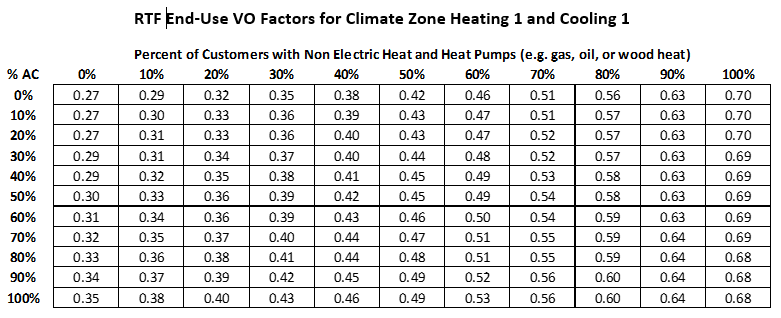 RTF End-Use VO Factors for Climate Zone Heating 1 and Cooling 1
Percent of Customers with Non Electric Heat and Heat Pumps (e.g. gas, oil, or wood heat)
% AC 0% 10% 20% 30% 40% 50% 60% 70% 80% 90% 100%
0% 0.27 0.29 0.32 0.35 0.38 0.42 0.46 0.51 0.56 0.63 0.70
10% 0.27 0.30 0.33 0.36 0.39 0.43 0.47 0.51 0.57 0.63 0.70
20% 0.27 0.31 0.33 0.36 0.40 0.43 0.47 0.52 0.57 0.63 0.70
30% 0.29 0.31 0.34 0.37 0.40 0.44 0.48 0.52 0.57 0.63 0.69
40% 0.29 0.32 0.35 0.38 0.41 0.45 0.49 0.53 0.58 0.63 0.69
50% 0.30 0.33 0.36 0.39 0.42 0.45 0.49 0.54 0.58 0.63 0.69
60% 0.31 0.34 0.36 0.39 0.43 0.46 0.50 0.54 0.59 0.63 0.69
70% 0.32 0.35 0.37 0.40 0.44 0.47 0.51 0.55 0.59 0.64 0.69
80% 0.33 0.36 0.38 0.41 0.44 0.48 0.51 0.55 0.59 0.64 0.68
90% 0.34 0.37 0.39 0.42 0.45 0.49 0.52 0.56 0.60 0.64 0.68
100% 0.35 0.38 0.40 0.43 0.46 0.49 0.53 0.56 0.60 0.64 0.68